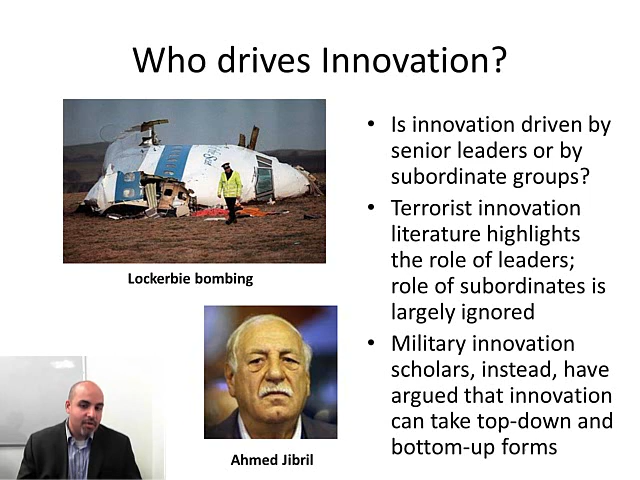 Who drives Innovation?
Lockerbie bombing
Ahmed Jibril
• Is innovation driven by
senior leaders or by
subordinate groups?
• Terrorist innovation
literature highlights
the role of leaders;
role of subordinates is
largely ignored
• Military innovation
scholars, instead, have
argued that innovation
can take top-down and
bottom-up forms